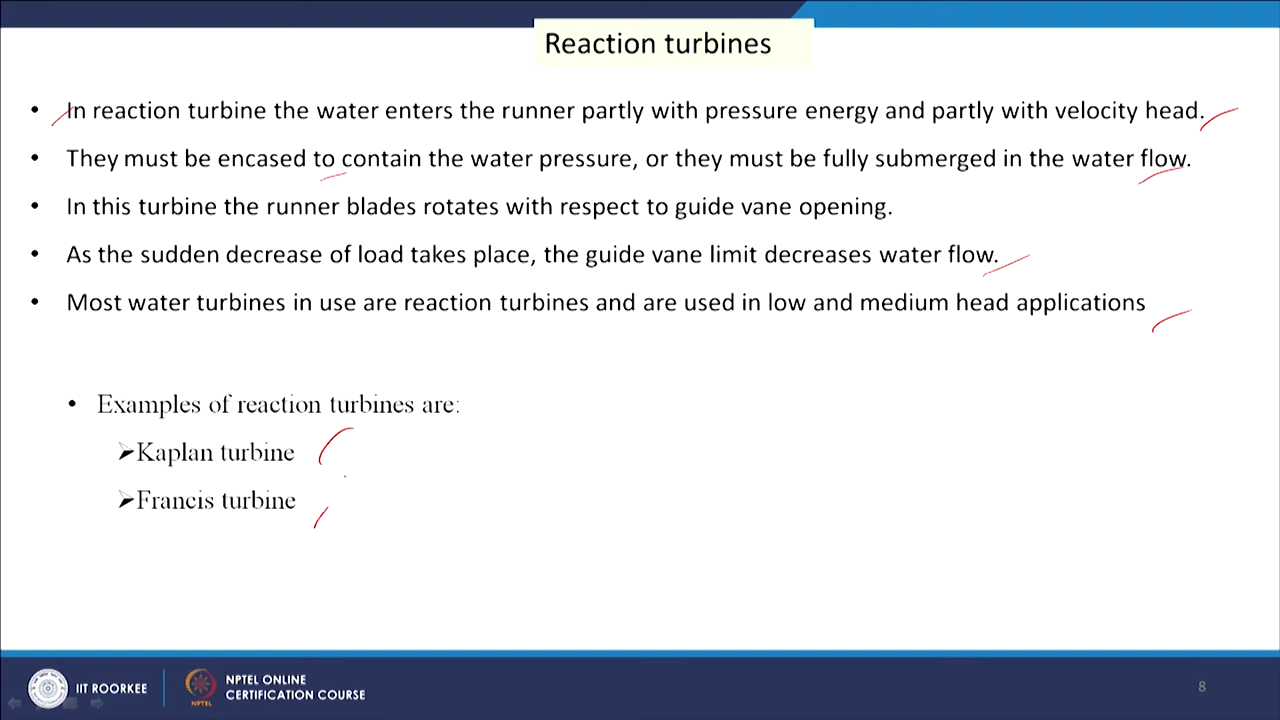 Reaction turbines
• In reaction turbine the water enters the runner partly with pressure energy and partly with velocity head.
• They must be encased to contain the water pressure, or they must be fully submerged in the water flow.
• In this turbine the runner blades rotates with respect to guide vane opening.
• As the sudden decrease of load takes place, the guide vane limit decreases water flow.
• Most water turbines in use are reaction turbines and are used in low and medium head applications
• Examples of reaction turbines are:
➢Kaplan turbine
➢Francis turbine
IIT ROORKEE
NPTEL
NPTEL ONLINE
CERTIFICATION COURSE
8